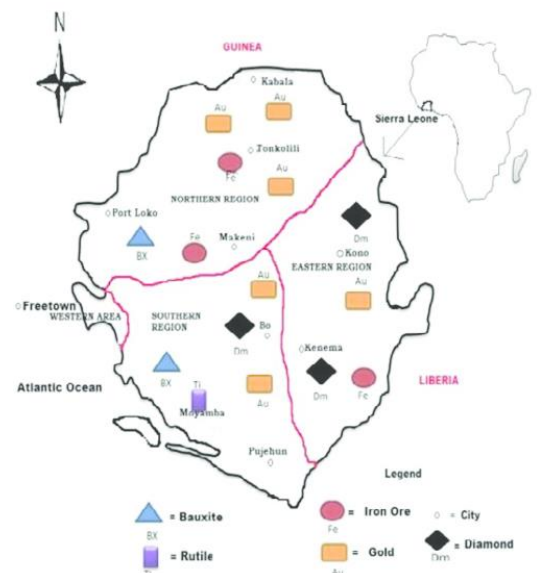 N
GUINEA
Kabala
Au
Au
Sierra Leone
Tonkolili
Au
Fe
NORTHERN REGION
Port Loko
Fe
Makeni
Dm
BX
Kono
EASTERN REGION
Au
Freetown
WESTERN AREA
SOUTHERN
REGION
Au
Bo
Dm
Kenema
LIBERIA
BX
Dm
Fe
Atlantic Ocean
Ti
Au
Moyamba
Pujehun
Legend
= Bauxite
BX
= Iron Ore
Fe
= City
= Rutile
= Gold
= Diamond
Dm
Au